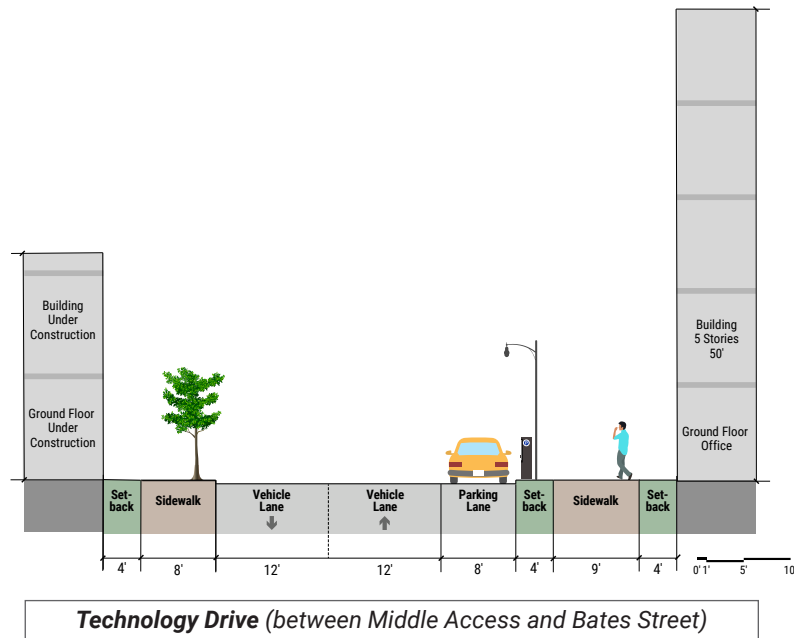 Building
Under
Construction
Ground Floor
Under
Construction
Building
5 Stories
50'
Ground Floor
Office
Set-
back
Sidewalk
Vehicle
Lane
Vehicle
Lane
Parking
Lane
Set-
back
Sidewalk
Set-
back
4' 8' 12' 12' 8' 4' 9' 4'
0' 1' 5' 10
Technology Drive (between Middle Access and Bates Street)